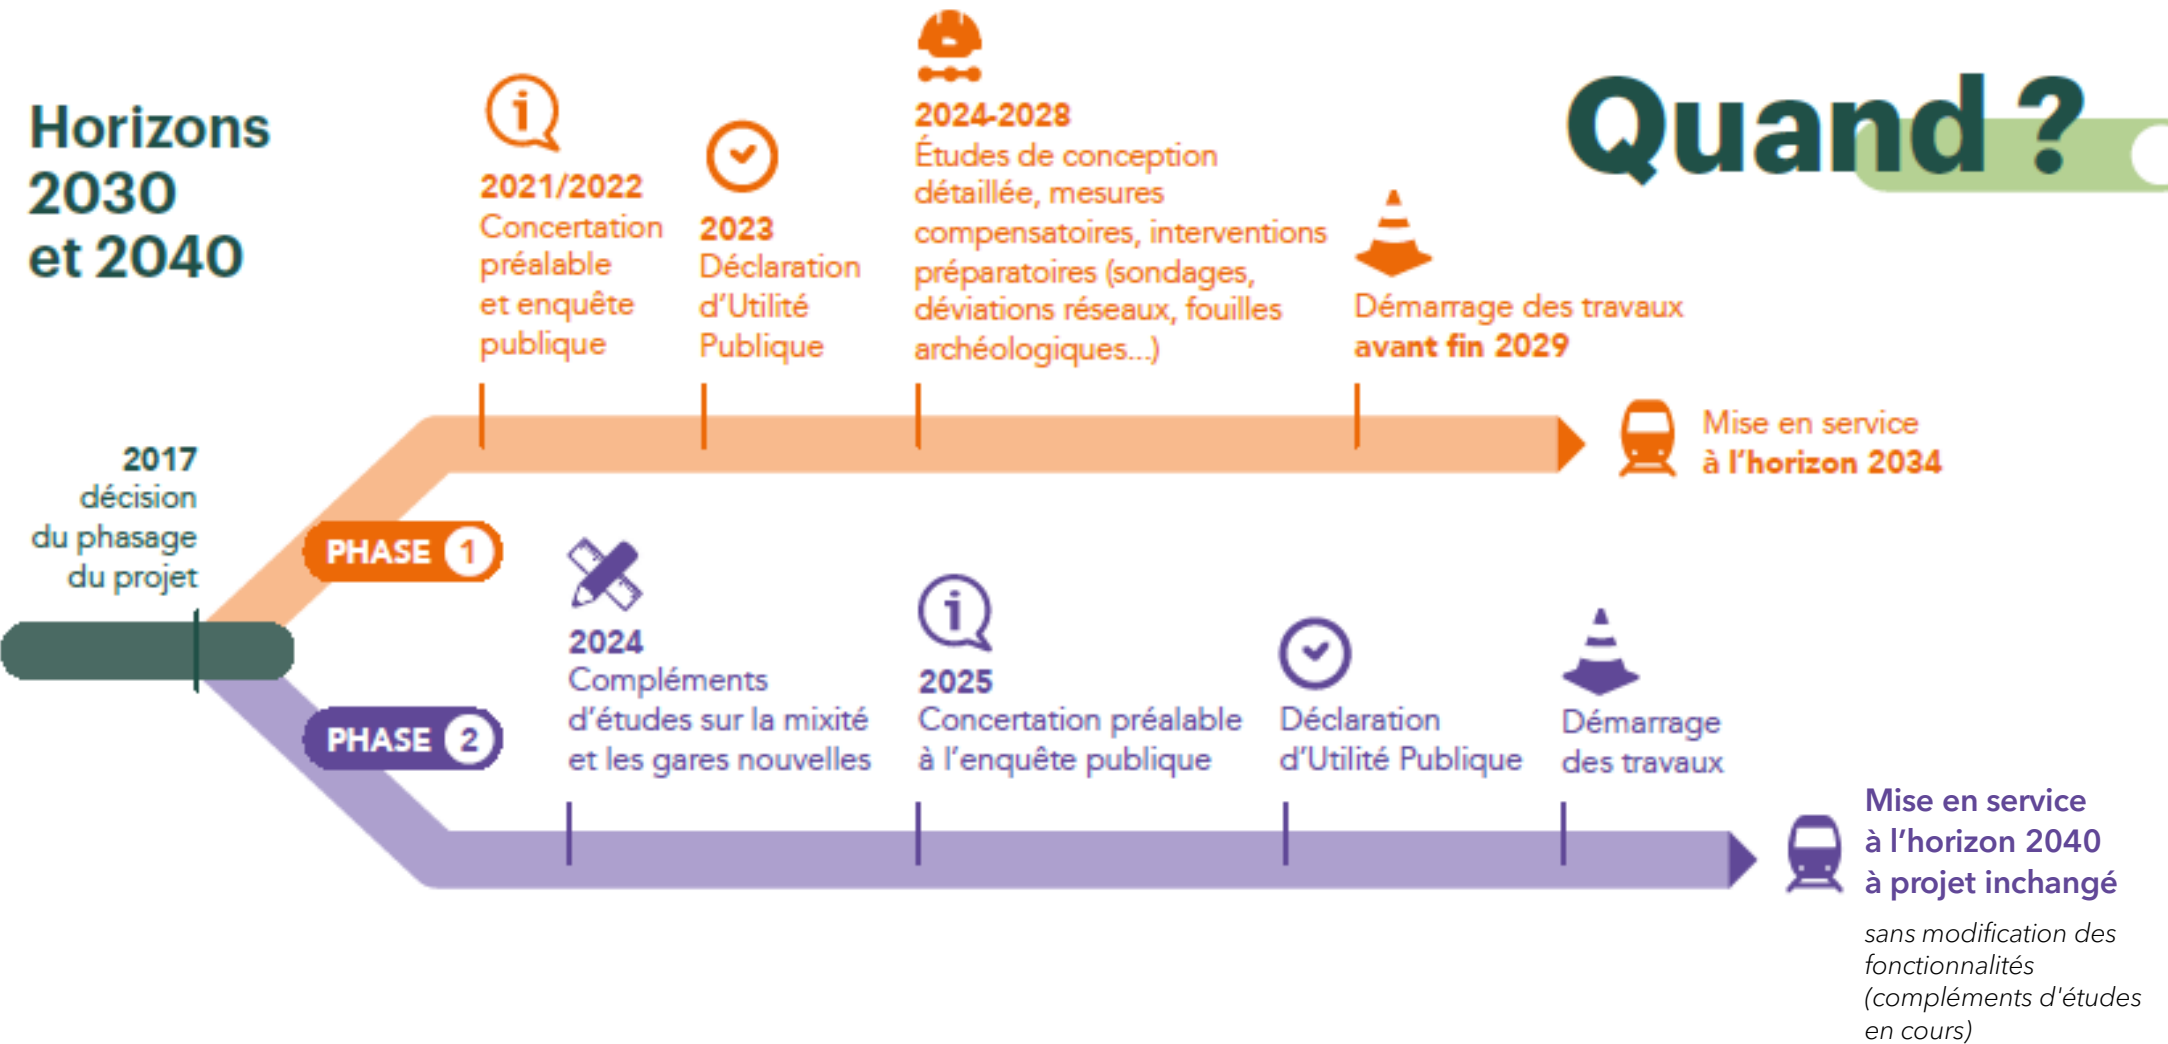 Horizons
2030
et 2040
Quand ?
2017
décision
du phasage
du projet
PHASE 1
2021/2022
Concertation
préalable
et enquête
publique
2023
Déclaration
d'Utilité
Publique
2024-2028
Études de conception
détaillée, mesures
compensatoires, interventions
préparatoires (sondages,
déviations réseaux, fouilles
archéologiques...)
Démarrage des travaux
avant fin 2029
Mise en service
à l'horizon 2034
PHASE 2
2024
Compléments
d'études sur la mixité
et les gares nouvelles
2025
Concertation préalable
à l'enquête publique
Déclaration
d'Utilité Publique
Démarrage
des travaux
Mise en service
à l'horizon 2040
à projet inchangé
sans modification des
fonctionnalités
(compléments d'études
en cours)